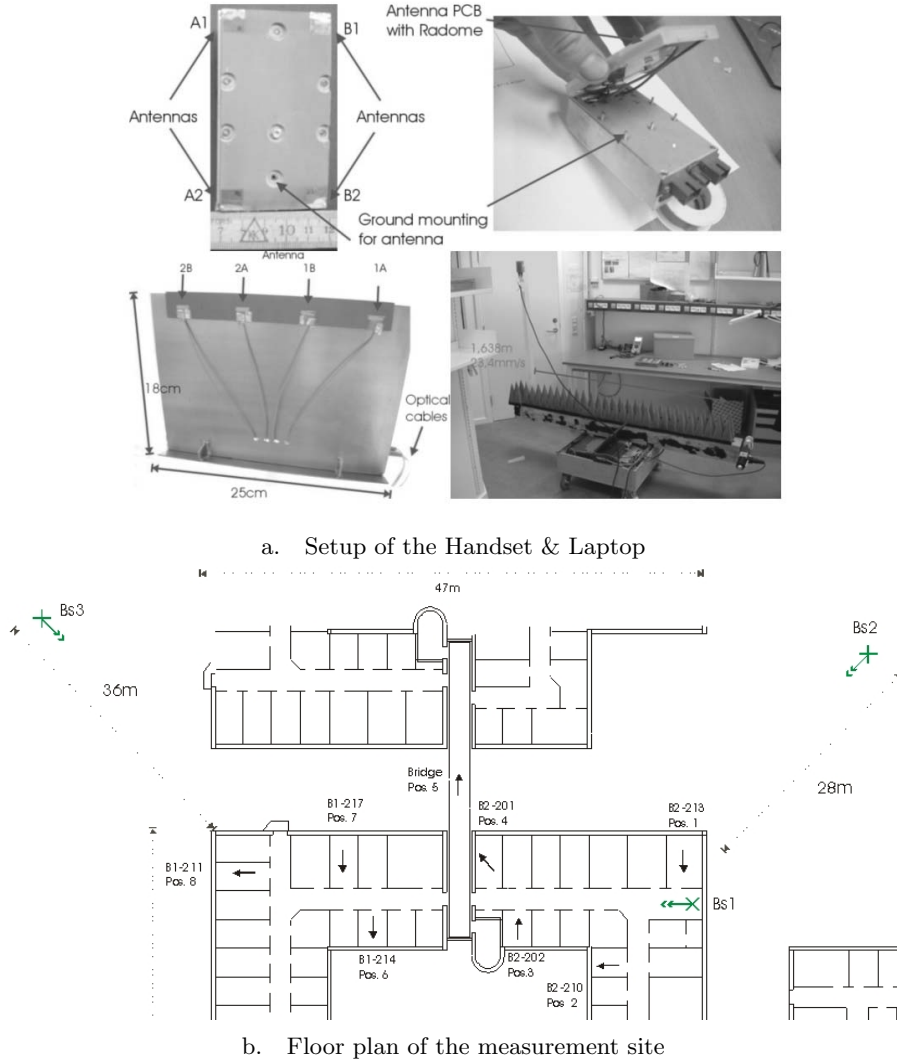 Antenna PCB
with Radome
A1
B1
Antennas
Antennas
A2
B2
Ground mounting
for antenna
10 11
Antenna
2B
2A
1B
1A
1,638m
23,4mm/s
18cm
Optical
cables
25cm
a. Setup of the Handset & Laptop
47m
Bs3
Bs2
36m
28m
Bridge
Pos. 5
B1-217
Pos. 7
B2-201
Pos. 4
B2-213
Pos. 1
B1-211
Pos. 8
Bs1
B1-214
Pos. 6
B2-202
Pos.3
B2-210
Pos 2
b. Floor plan of the measurement site